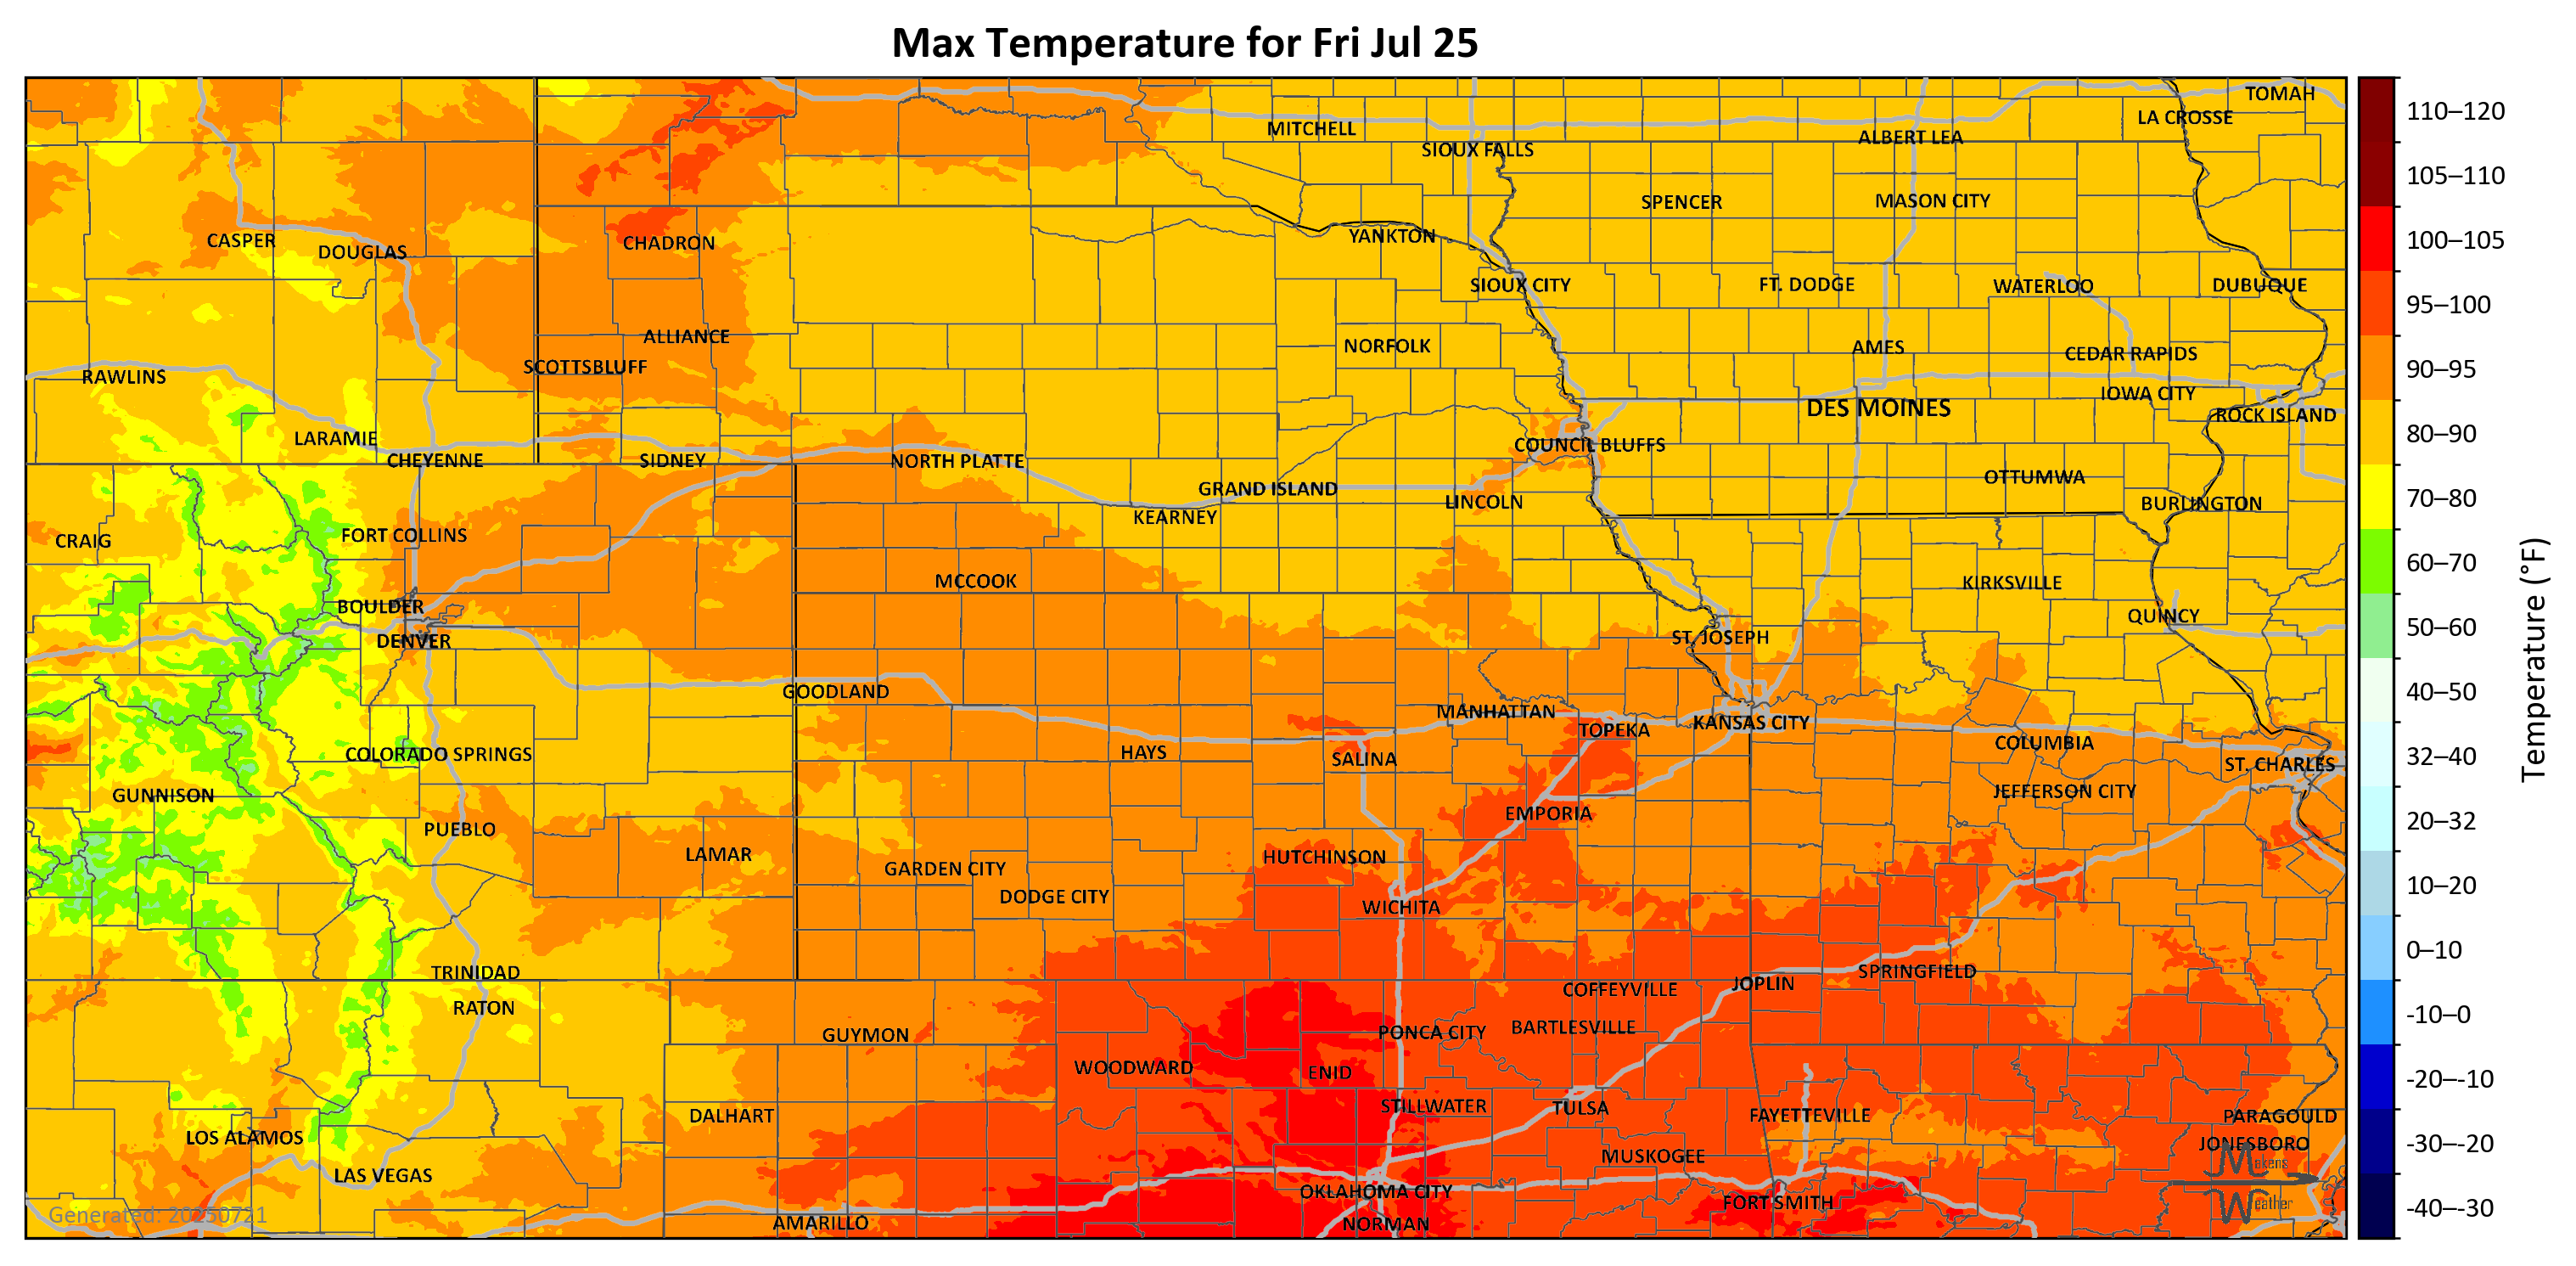 Max Temperature for Fri Jul 25
TOMAH
LA CROSSE
MITCHELL
ALBERT LEA
SIOUX FALLS
SPENCER
MASON CITY
CASPER
DOUGLAS
CHADRON
YANKTON
SIOUX CITY
FT. DODGE
WATERLOO
DUBUQUE
ALLIANCE
NORFOLK
AMES
CEDAR RAPIDS
SCOTTSBLUFF
RAWLINS
IOWA CITY
DES MOINES
ROCK ISLAND
LARAMIE
COUNCIL BLUFFS
CHEYENNE
SIDNEY
NORTH PLATTE
OTTUMWA
GRAND ISLAND
LINCOLN
BURLINGTON
KEARNEY
FORT COLLINS
CRAIG
MCCOOK
KIRKSVILLE
BOULDER
QUINCY
DENVER
ST. JOSEPH
GOODLAND
MANHATTAN
KANSAS CITY
TOPEKA
COLUMBIA
HAYS
COLORADO SPRINGS
SALINA
ST. CHARLES
JEFFERSON CITY
GUNNISON
EMPORIA
PUEBLO
LAMAR
HUTCHINSON
GARDEN CITY
DODGE CITY
WICHITA
TRINIDAD
SPRINGFIELD
JOPLIN
COFFEYVILLE
RATON
BARTLESVILLE
GUYMON
PONCA CITY
WOODWARD
ENID
STILLWATER
TULSA
DALHART
FAYETTEVILLE
PARAGOULD
LOS ALAMOS
JONESBORO
MUSKOGEE
LAS VEGAS
OKLAHOMA CITY
FORT SMITH
AMARILLO
NORMAN
Generated: 20250721
Makens
Weather
110–120
105–110
100–105
95–100
90–95
80–90
70–80
60–70
50–60
40–50
32–40
20–32
10–20
0–10
-10–0
-20–-10
-30–-20
-40–-30
Temperature (°F)